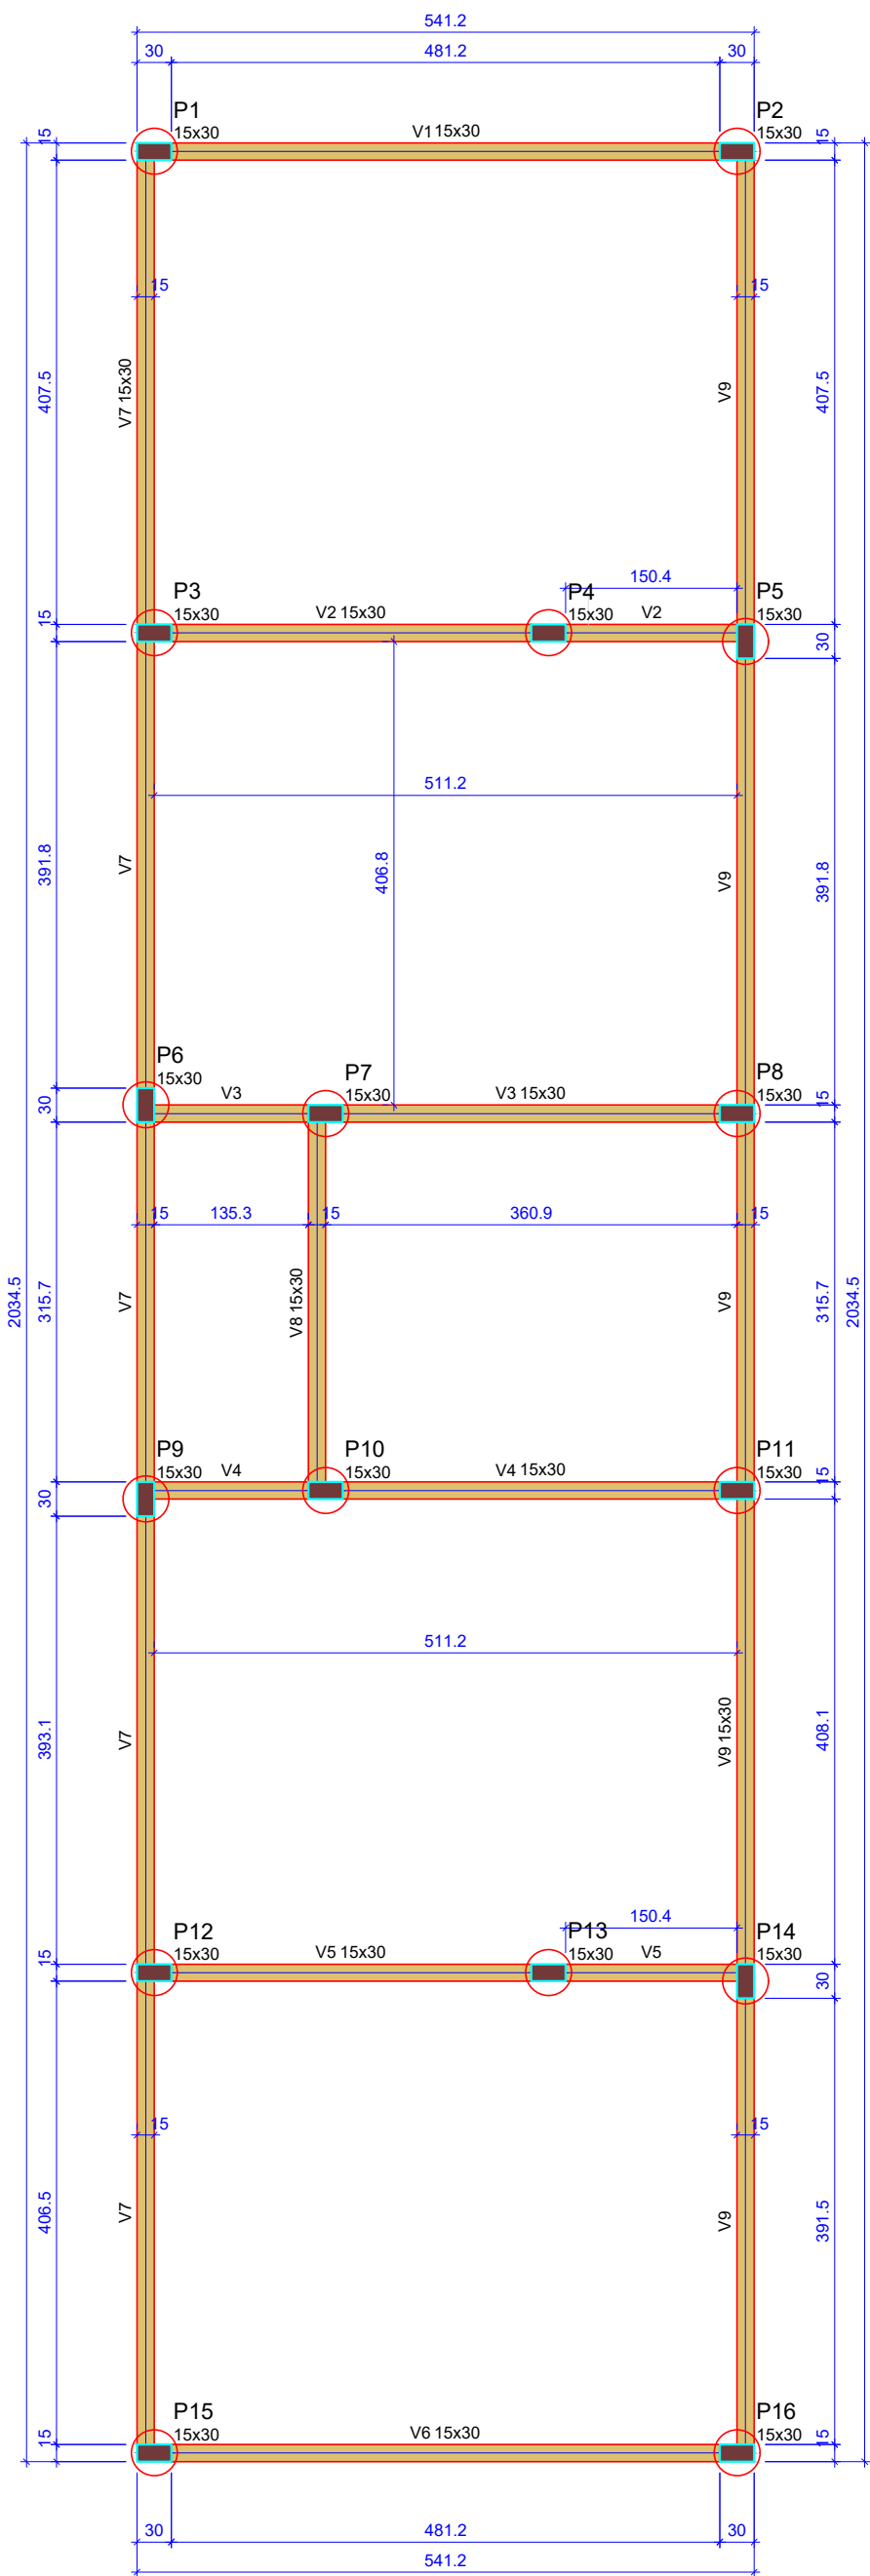 541.2
30 481.2 30
P1
15x30
V1 15x30
P2
15x30
15
15
15
15
407.5
V7 15x30
V9
407.5
150.4
P3
15x30
V2 15x30
P4
15x30
V2
P5
15x30
15
15
30
511.2
391.8
V7
406.8
V9
391.8
P6
15x30
V3
P7
15x30
V3 15x30
P8
15x30
30
15
15 135.3 15 360.9 15
2034.5
315.7
V7
V8 15x30
V9
315.7
2034.5
P9
15x30
V4
P10
15x30
V4 15x30
P11
15x30
30
15
511.2
393.1
V7
V9 15x30
408.1
150.4
P12
15x30
V5 15x30
P13
15x30
V5
P14
15x30
15
30
15
15
406.5
V7
V9
391.5
P15
15x30
V6 15x30
P16
15x30
15
15
30 481.2 30
541.2